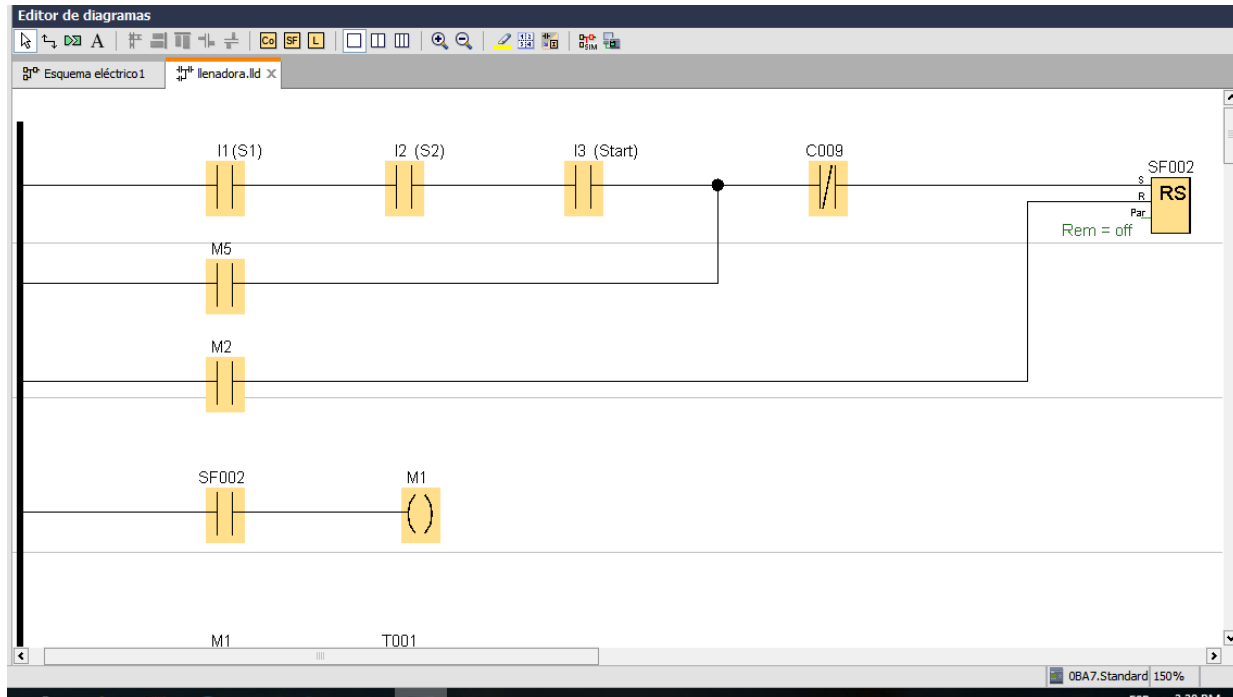 Editor de diagramas
A
Co SF L
SIM
Esquema eléctrico1 llenadora.lld
I1(S1) I2 (S2) I3 (Start) C009
SF002
S
RS
R
Par
Rem = off
M5
M2
SF002 M1
M1 T001
0BA7.Standard 150%